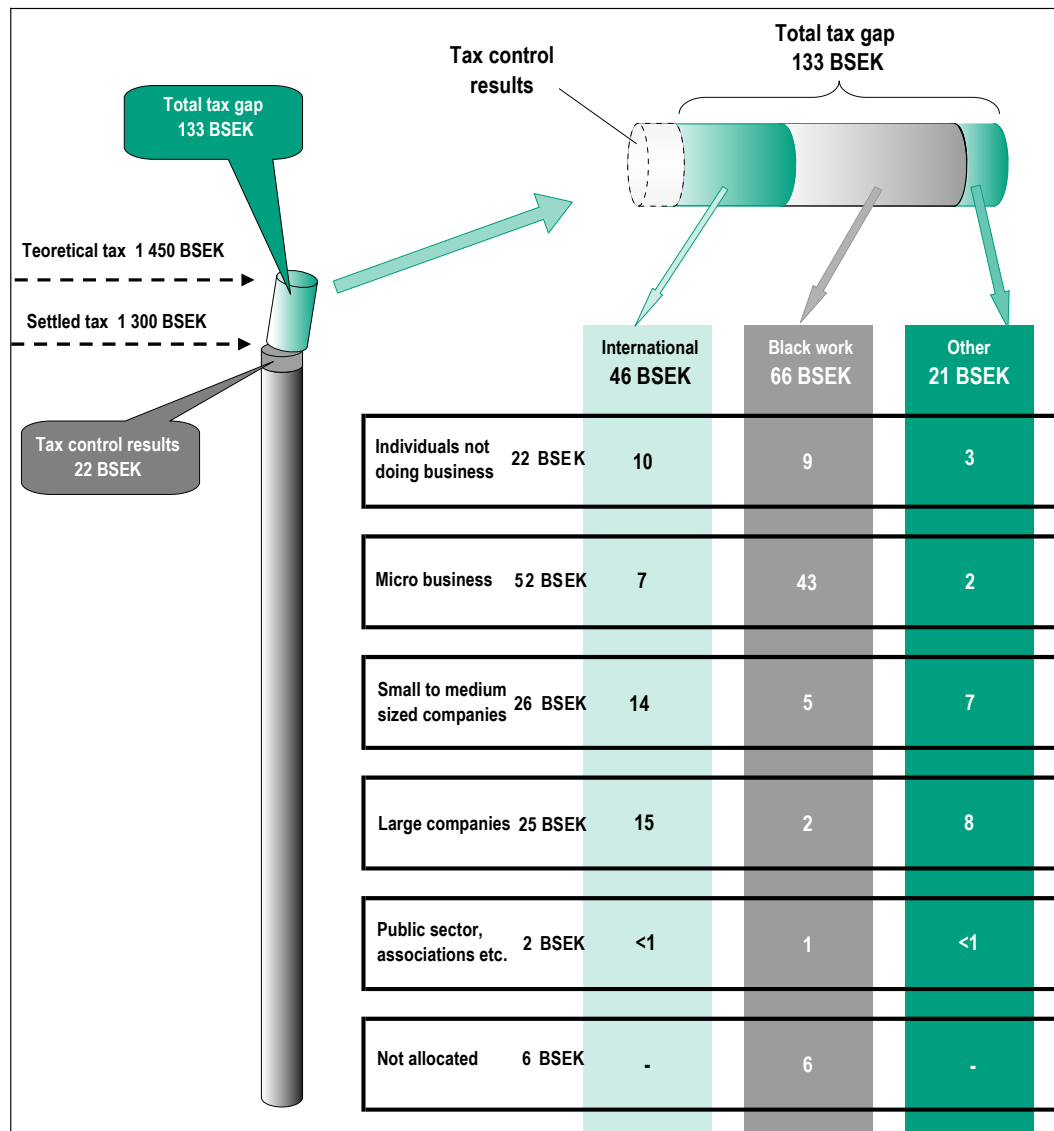 Total tax gap
133 BSEK
Tax control
results
Total tax gap
133 BSEK
Teoretical tax 1 450 BSEK
Settled tax 1 300 BSEK
Tax control results
22 BSEK
International
46 BSEK
Black work
66 BSEK
Other
21 BSEK
Individuals not
doing business
22 BSEK
10
9
3
Micro business
52 BSEK
7
43
2
Small to medium
sized companies
26 BSEK
14
5
7
Large companies
25 BSEK
15
2
8
Public sector,
associations etc.
2 BSEK
<1
1
<1
Not allocated
6 BSEK
-
6
-